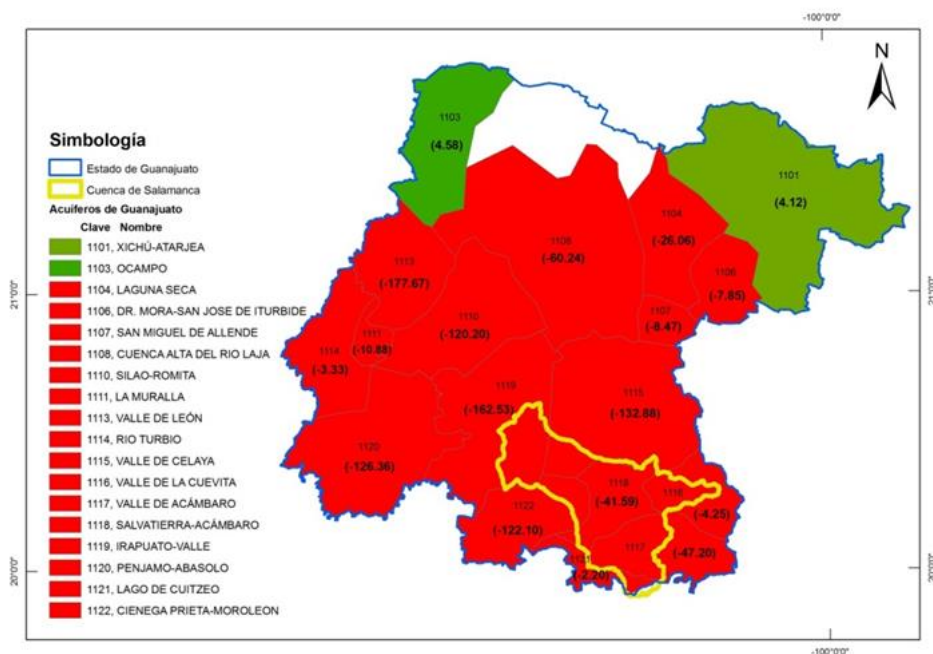 -100°0'0"
N
Simbología
Estado de Guanajuato
Cuenca de Salamanca
Acuíferos de Guanajuato
Clave Nombre
1101, XICHÚ-ATARJEA
1103, OCAMPO
1104, LAGUNA SECA
1106, DR. MORA-SAN JOSE DE ITURBIDE
1107, SAN MIGUEL DE ALLENDE
1108, CUENCA ALTA DEL RIO LAJA
1110, SILAO-ROMITA
1111, LA MURALLA
1113, VALLE DE LEÓN
1114, RIO TURBIO
1115, VALLE DE CELAYA
1116, VALLE DE LA CUEVITA
1117, VALLE DE ACÁMBARO
1118, SALVATIERRA-ACÁMBARO
1119, IRAPUATO-VALLE
1120, PENJAMO-ABASOLO
1121, LAGO DE CUITZEO
1122, CIENEGA PRIETA-MOROLEON
1103
(4.58)
1101
(4.12)
1104
(-26.06)
1108
(-60.24)
1113
(-177.67)
1106
(-7.85)
21°0'0"
21°0'0"
1107
(-8.47)
1110
(-120.20)
1111
(-10.88)
1114
(-3.33)
1119
(-162.53)
1115
(-132.88)
1120
(-126.36)
1118
(-41.59)
1116
(-4.25)
1122
(-122.10)
1117
(-47.20)
1121
(-2.20)
20°0'0"
20°0'0"
-100°0'0"